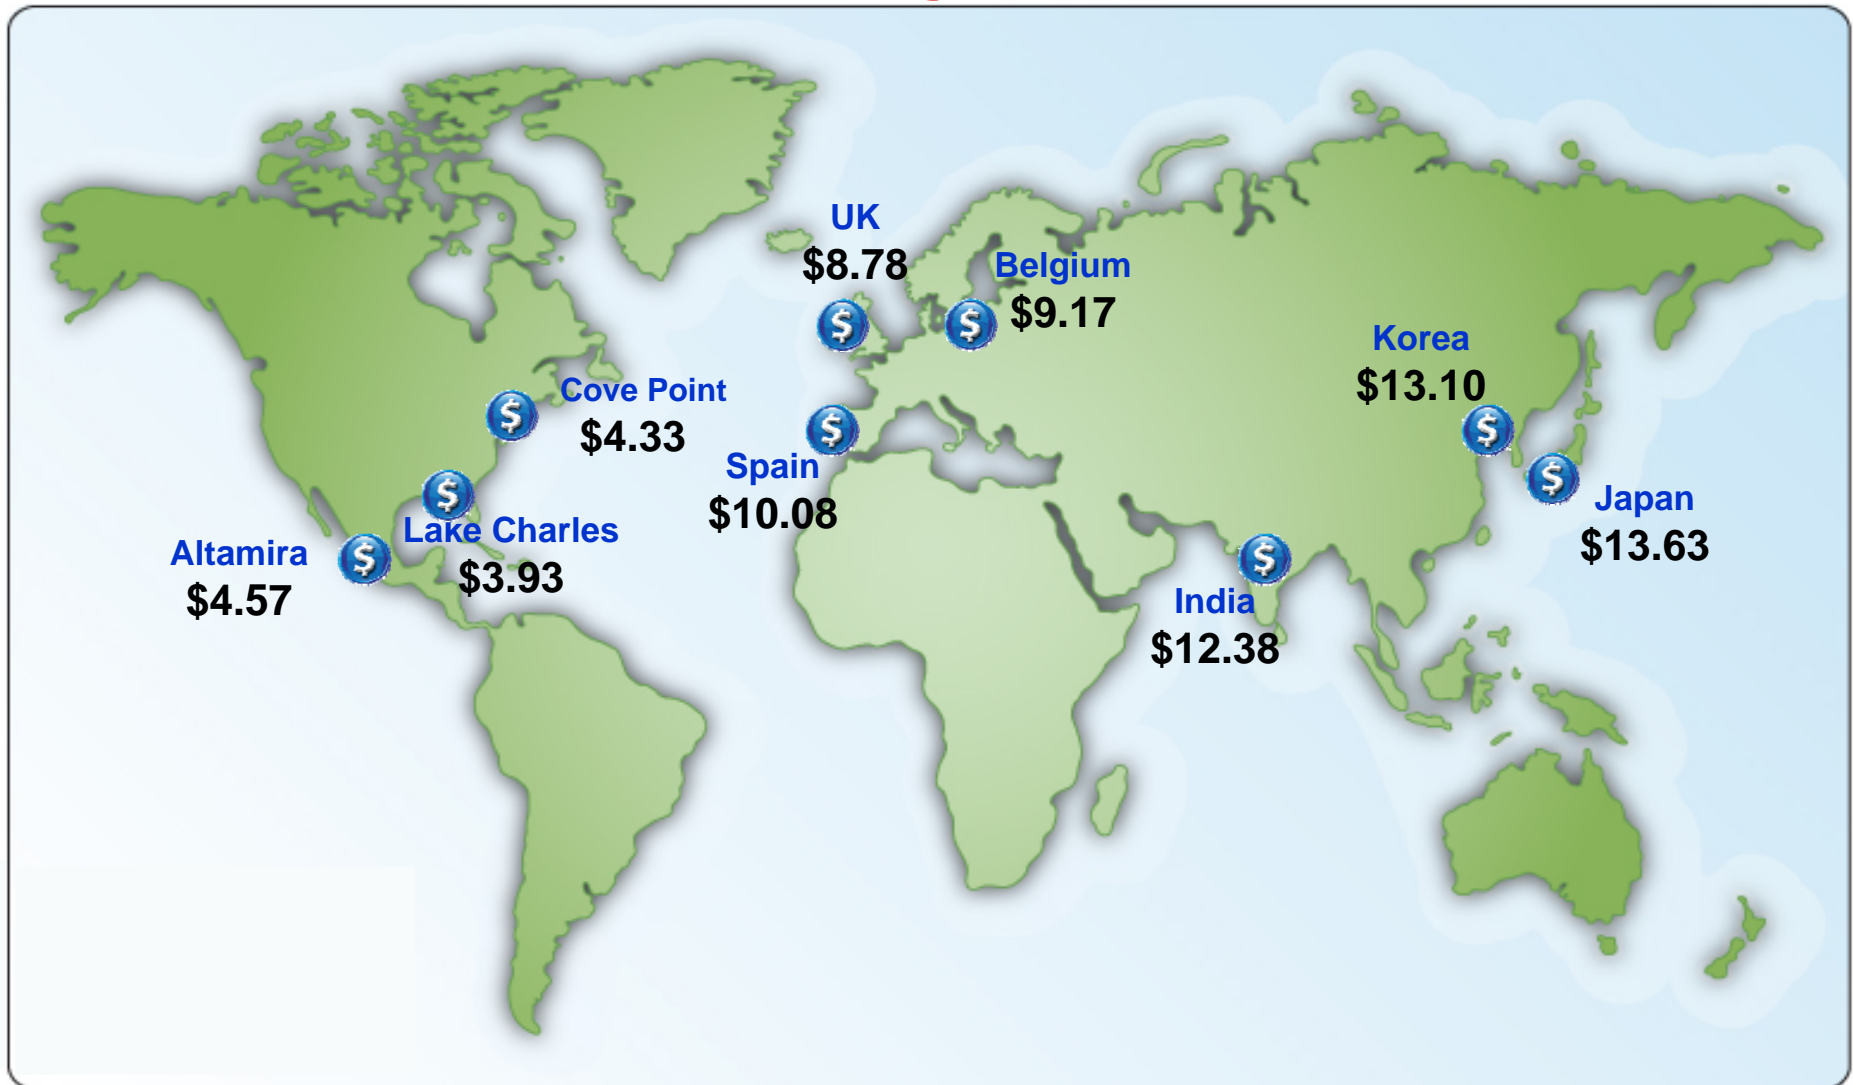 UK
$8.78
Belgium
$9.17
Korea
$13.10
Cove Point
$4.33
Spain
$10.08
Japan
$13.63
Lake Charles
$3.93
Altamira
$4.57
India
$12.38